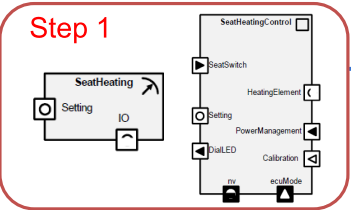 Step 1
SeatHeating
Setting
IO
SeatHeatingControl
SeatSwitch
HeatingElement
Setting
PowerManagement
DialLED
Calibration
nv
ecuMode